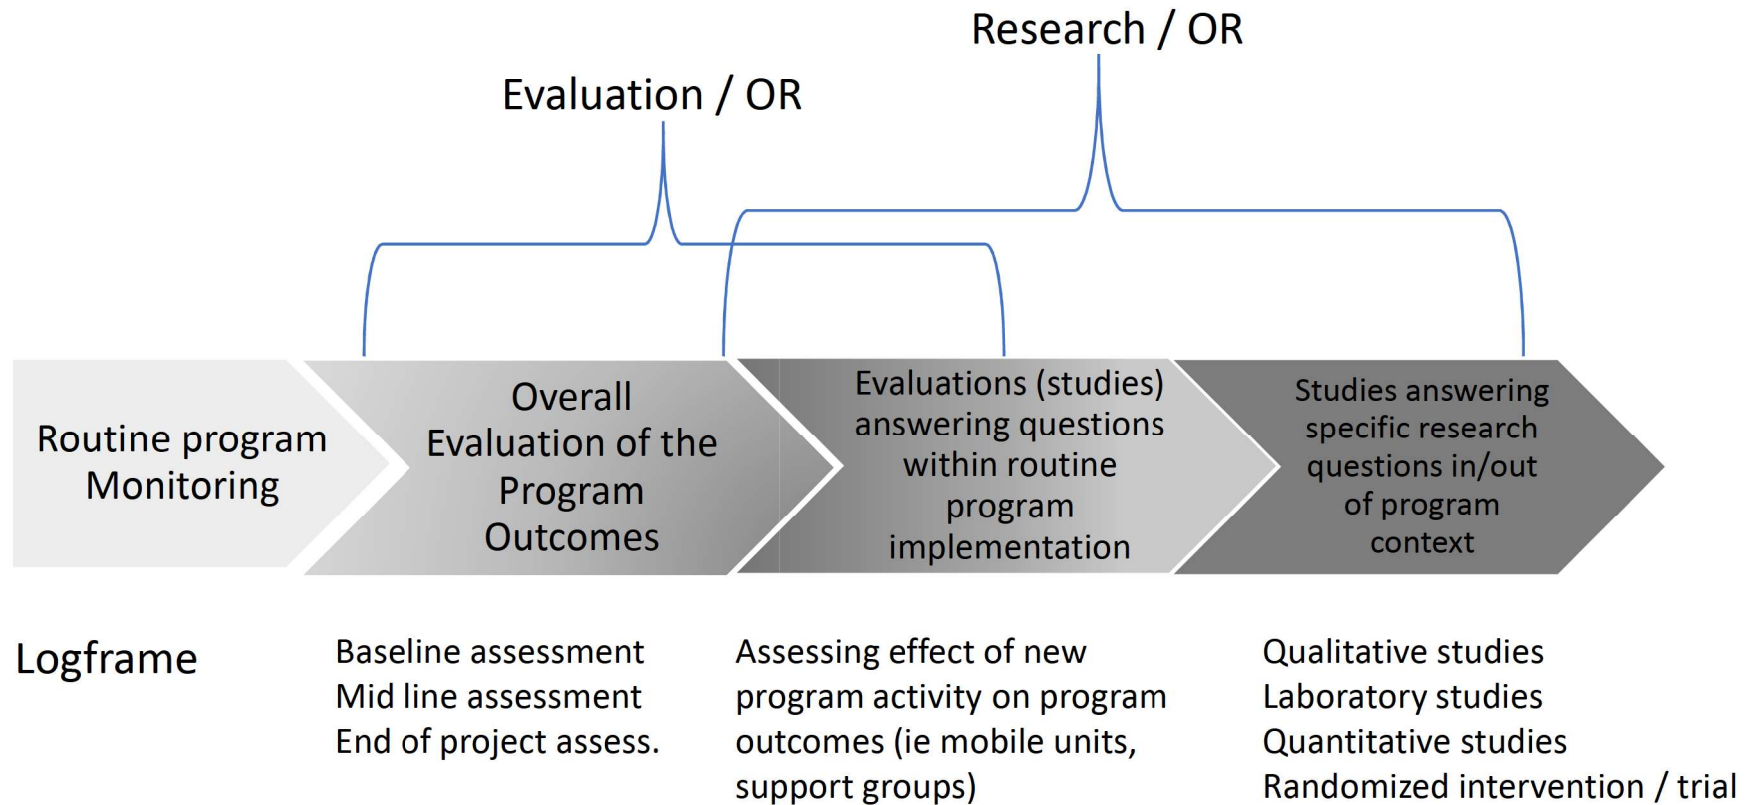 Research / OR
Evaluation / OR
Routine program
Monitoring
Overall
Evaluation of the
Program
Outcomes
Evaluations (studies)
answering questions
within routine
program
implementation
Studies answering
specific research
questions in/out
of program
context
Logframe
Baseline assessment
Mid line assessment
End of project assess.
Assessing effect of new
program activity on program
outcomes (ie mobile units,
support groups)
Qualitative studies
Laboratory studies
Quantitative studies
Randomized intervention / trial